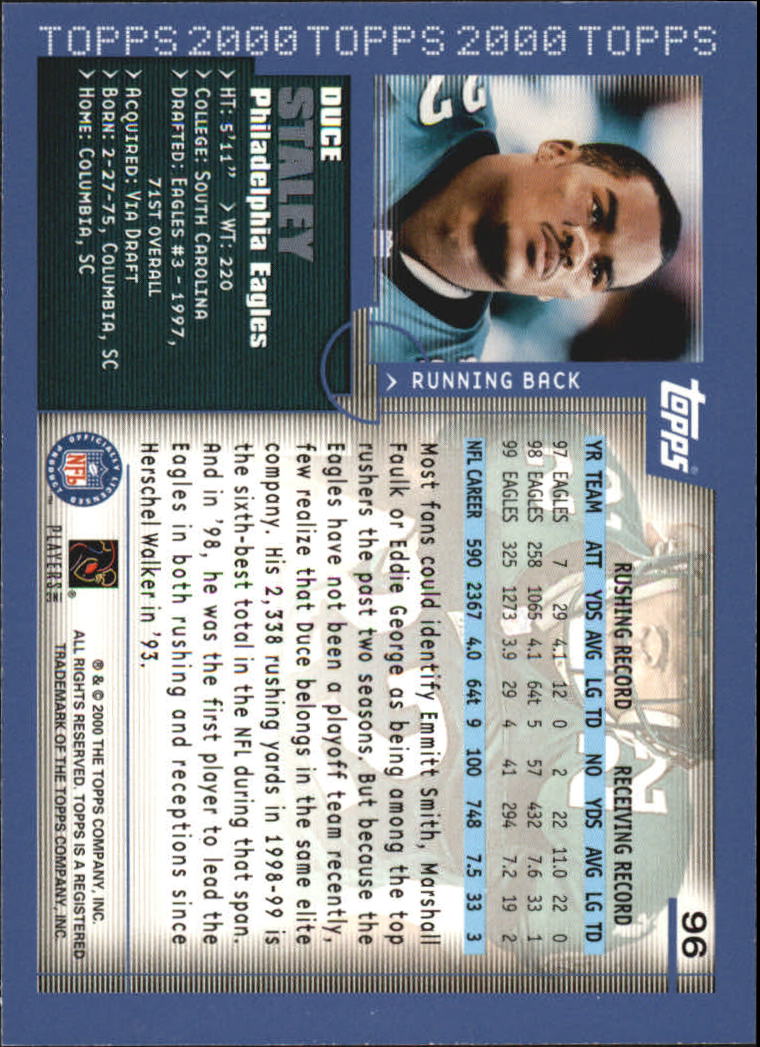 TOPPS 2000 TOPPS 2000 TOPPS
DUCE
STALEY
Philadelphia Eagles
> HT: 5'11" > WT: 220
> COLLEGE: SOUTH CAROLINA
> DRAFTED: EAGLES #3 - 1997,
71ST OVERALL
> ACQUIRED: VIA DRAFT
> BORN: 2-27-75, COLUMBIA, SC
> HOME: COLUMBIA, SC
> RUNNING BACK
topps®
96
RUSHING RECORD RECEIVING RECORD
YR TEAM ATT YDS AVG LG TD NO YDS AVG LG TD
97 EAGLES 7 29 4.1 12 0 2 22 11.0 22 0
98 EAGLES 258 1065 4.1 64t 5 57 432 7.6 33 1
99 EAGLES 325 1273 3.9 29 4 41 294 7.2 19 2
NFL CAREER 590 2367 4.0 64t 9 100 748 7.5 33 3
Most fans could identify Emmitt Smith, Marshall
Faulk or Eddie George as being among the top
rushers the past two seasons. But because the
Eagles have not been a playoff team recently,
few realize that Duce belongs in the same elite
company. His 2,338 rushing yards in 1998-99 is
the sixth-best total in the NFL during that span.
And in '98, he was the first player to lead the
Eagles in both rushing and receptions since
Herschel Walker in '93.
OFFICIALLY LICENSED PRODUCT
NFL
™
PLAYERS INC
®
® & © 2000 THE TOPPS COMPANY, INC.
ALL RIGHTS RESERVED. TOPPS IS A REGISTERED
TRADEMARK OF THE TOPPS COMPANY, INC.